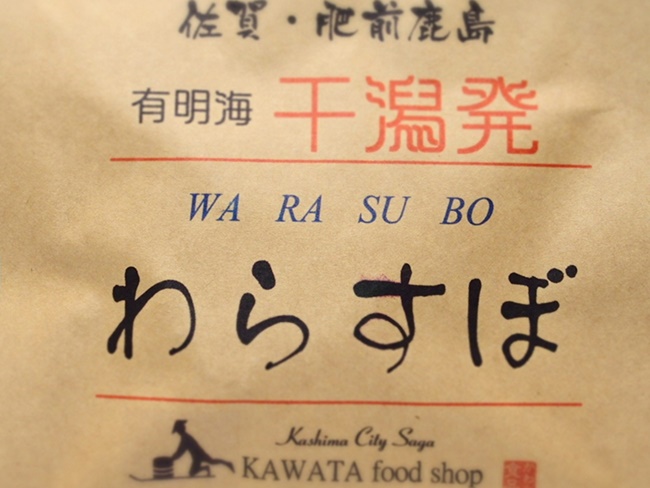 佐賀・肥前鹿島
有明海 干潟発
WA RA SU BO
わらすぼ
Kashima City Saga
KAWATA food shop